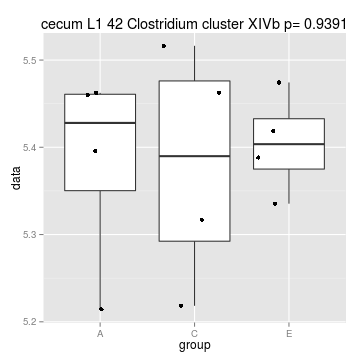 cecum L1 42 Clostridium cluster XIVb p= 0.9391
5.5
5.4
5.3
5.2
data
A
C
E
group